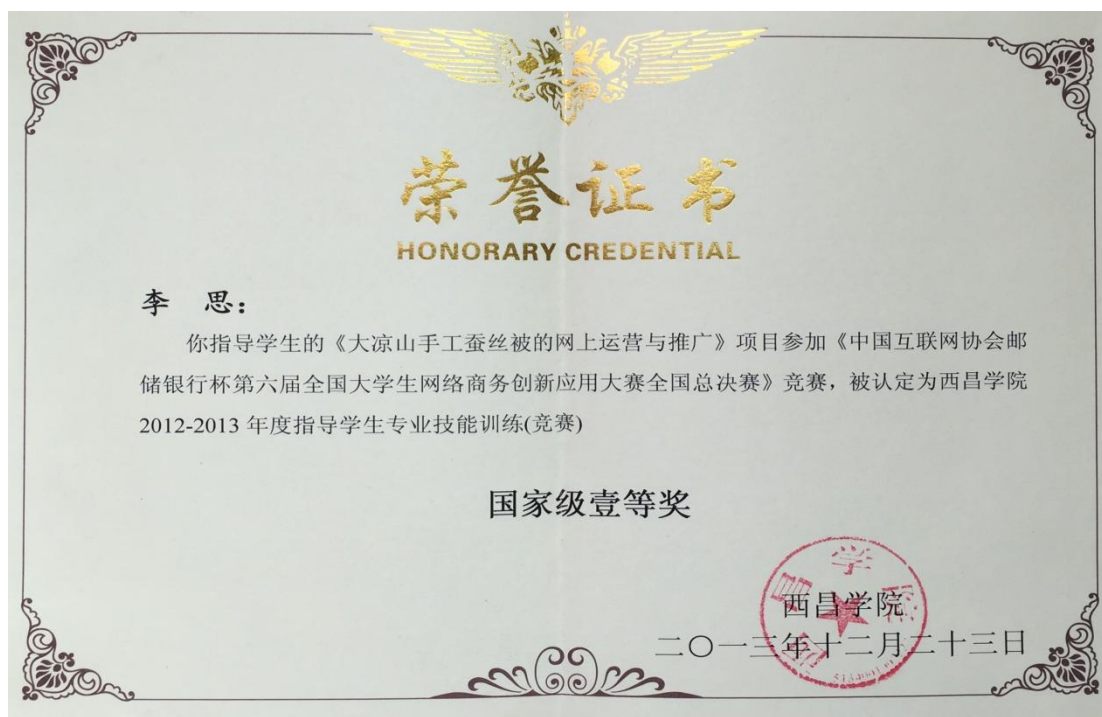 荣誉证书
HONORARY CREDENTIAL
李 思：
你指导学生的《大凉山手工蚕丝被的网上运营与推广》项目参加《中国互联网协会邮
储银行杯第六届全国大学生网络商务创新应用大赛全国总决赛》竞赛，被认定为西昌学院
2012-2013 年度指导学生专业技能训练(竞赛)
国家级壹等奖
西昌学院
西昌学院
二〇一三年十二月二十三日